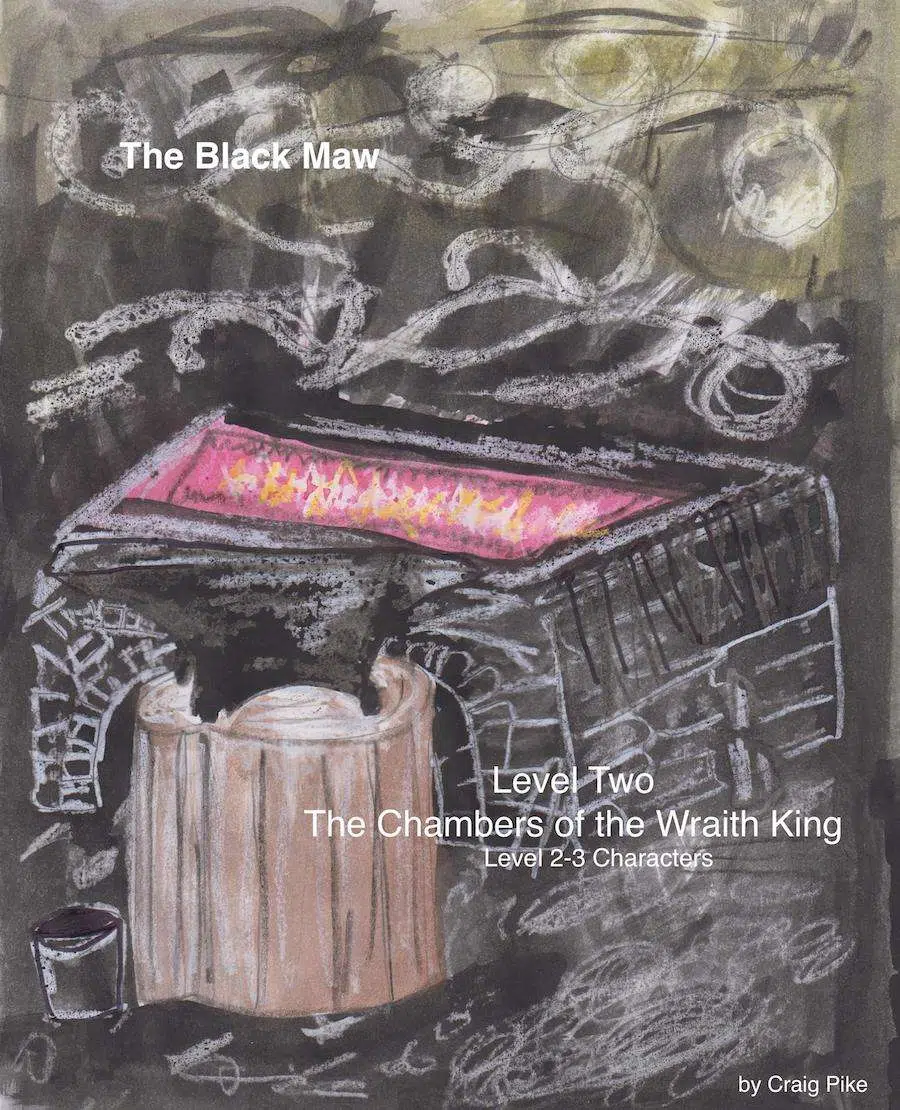 The Black Maw
Level Two
The Chambers of the Wraith King
Level 2-3 Characters
by Craig Pike